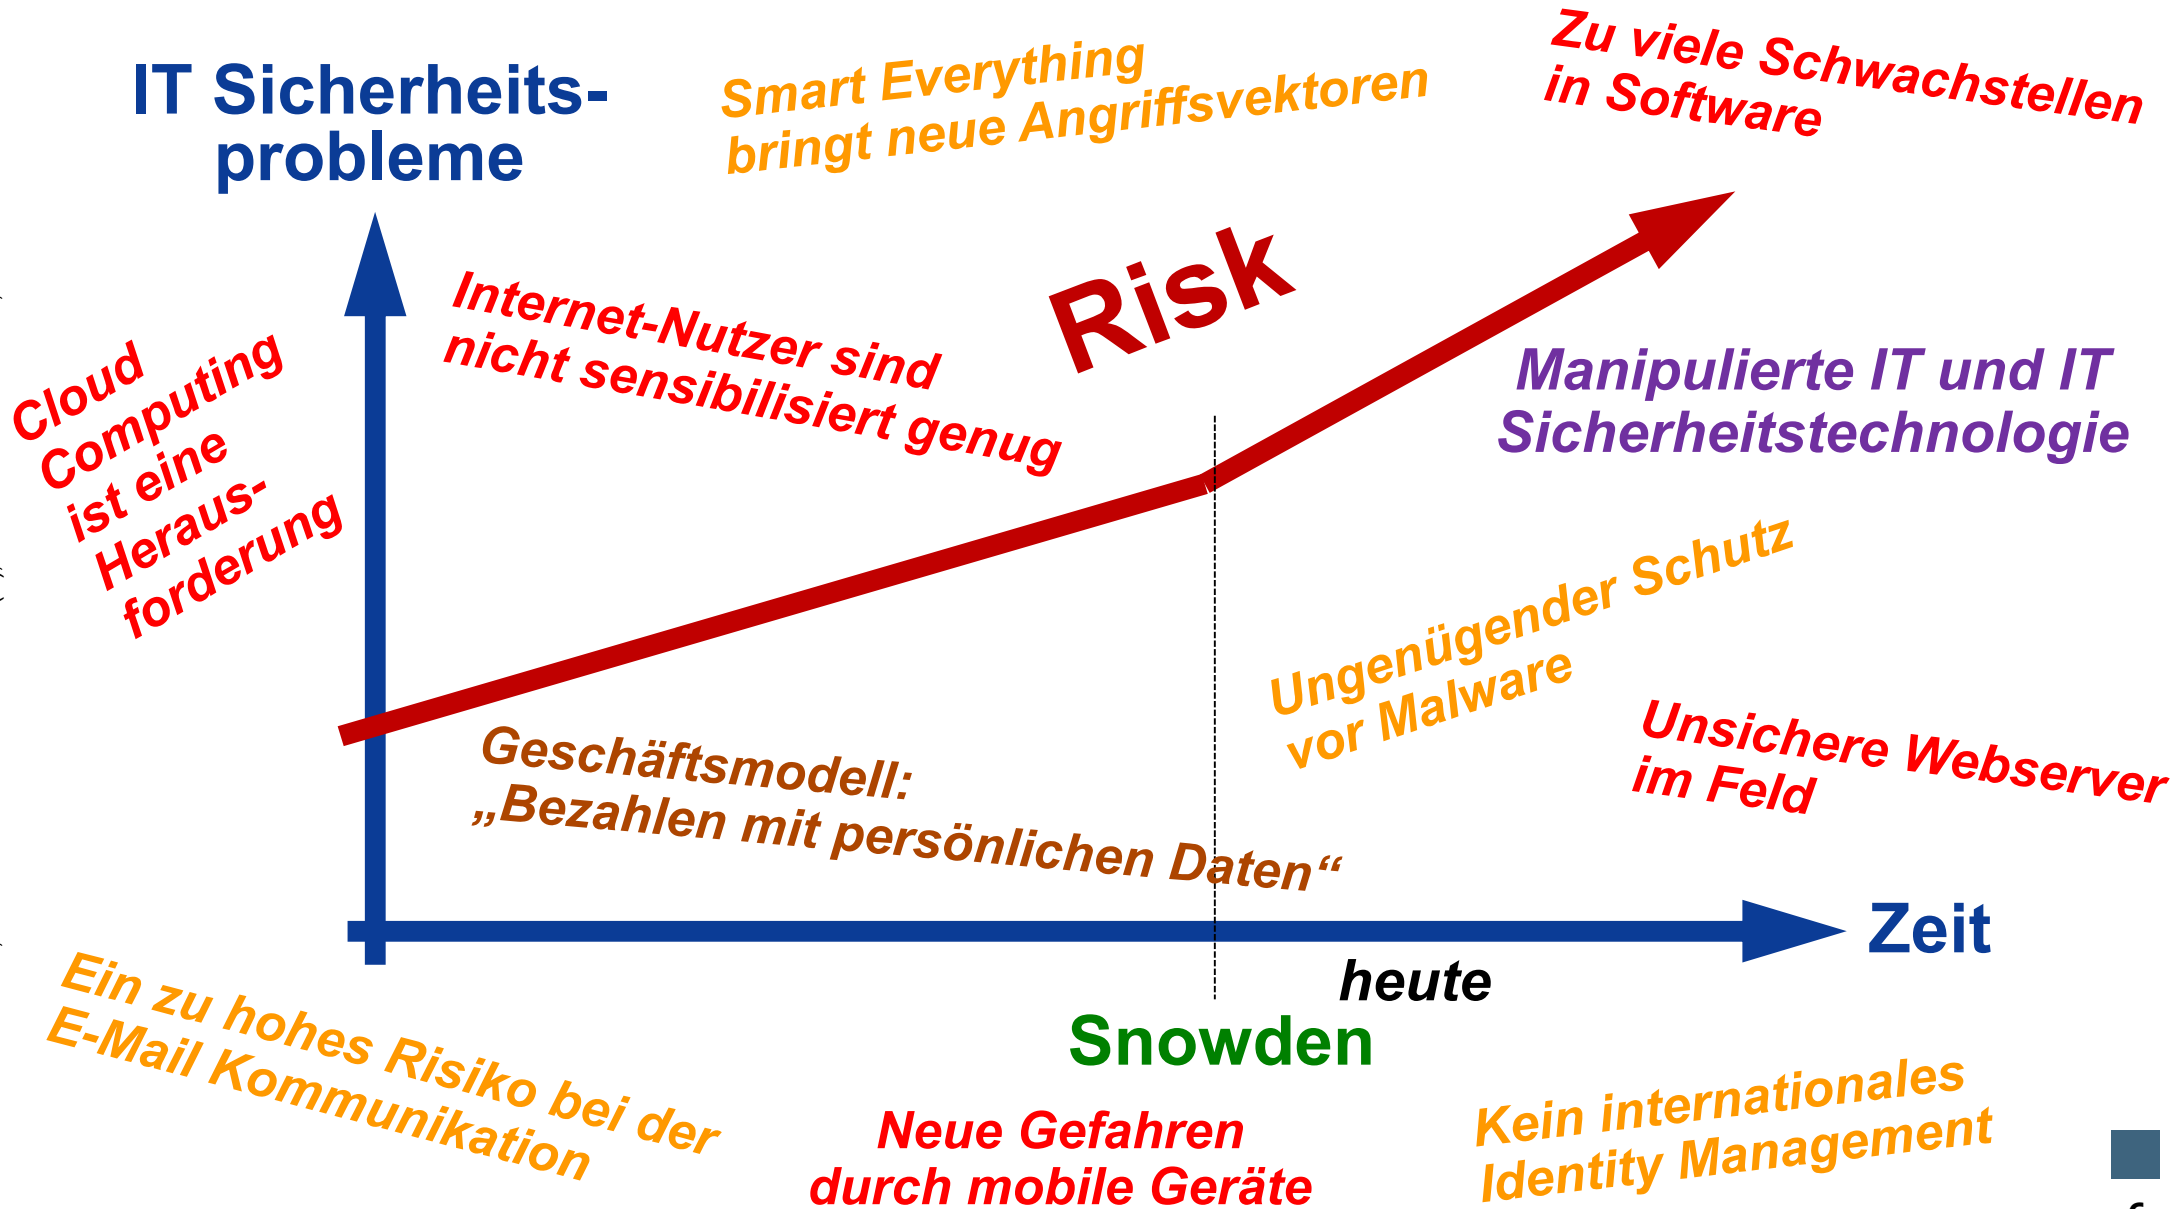 IT Sicherheits-
probleme
Smart Everything
bringt neue Angriffsvektoren
Zu viele Schwachstellen
in Software
Risk
Internet-Nutzer sind
nicht sensibilisiert genug
Cloud
Computing
ist eine
Heraus-
forderung
Manipulierte IT und IT
Sicherheitstechnologie
Ungenügender Schutz
vor Malware
Unsichere Webserver
im Feld
Geschäftsmodell:
„Bezahlen mit persönlichen Daten“
Zeit
heute
Snowden
Ein zu hohes Risiko bei der
E-Mail Kommunikation
Neue Gefahren
durch mobile Geräte
Kein internationales
Identity Management